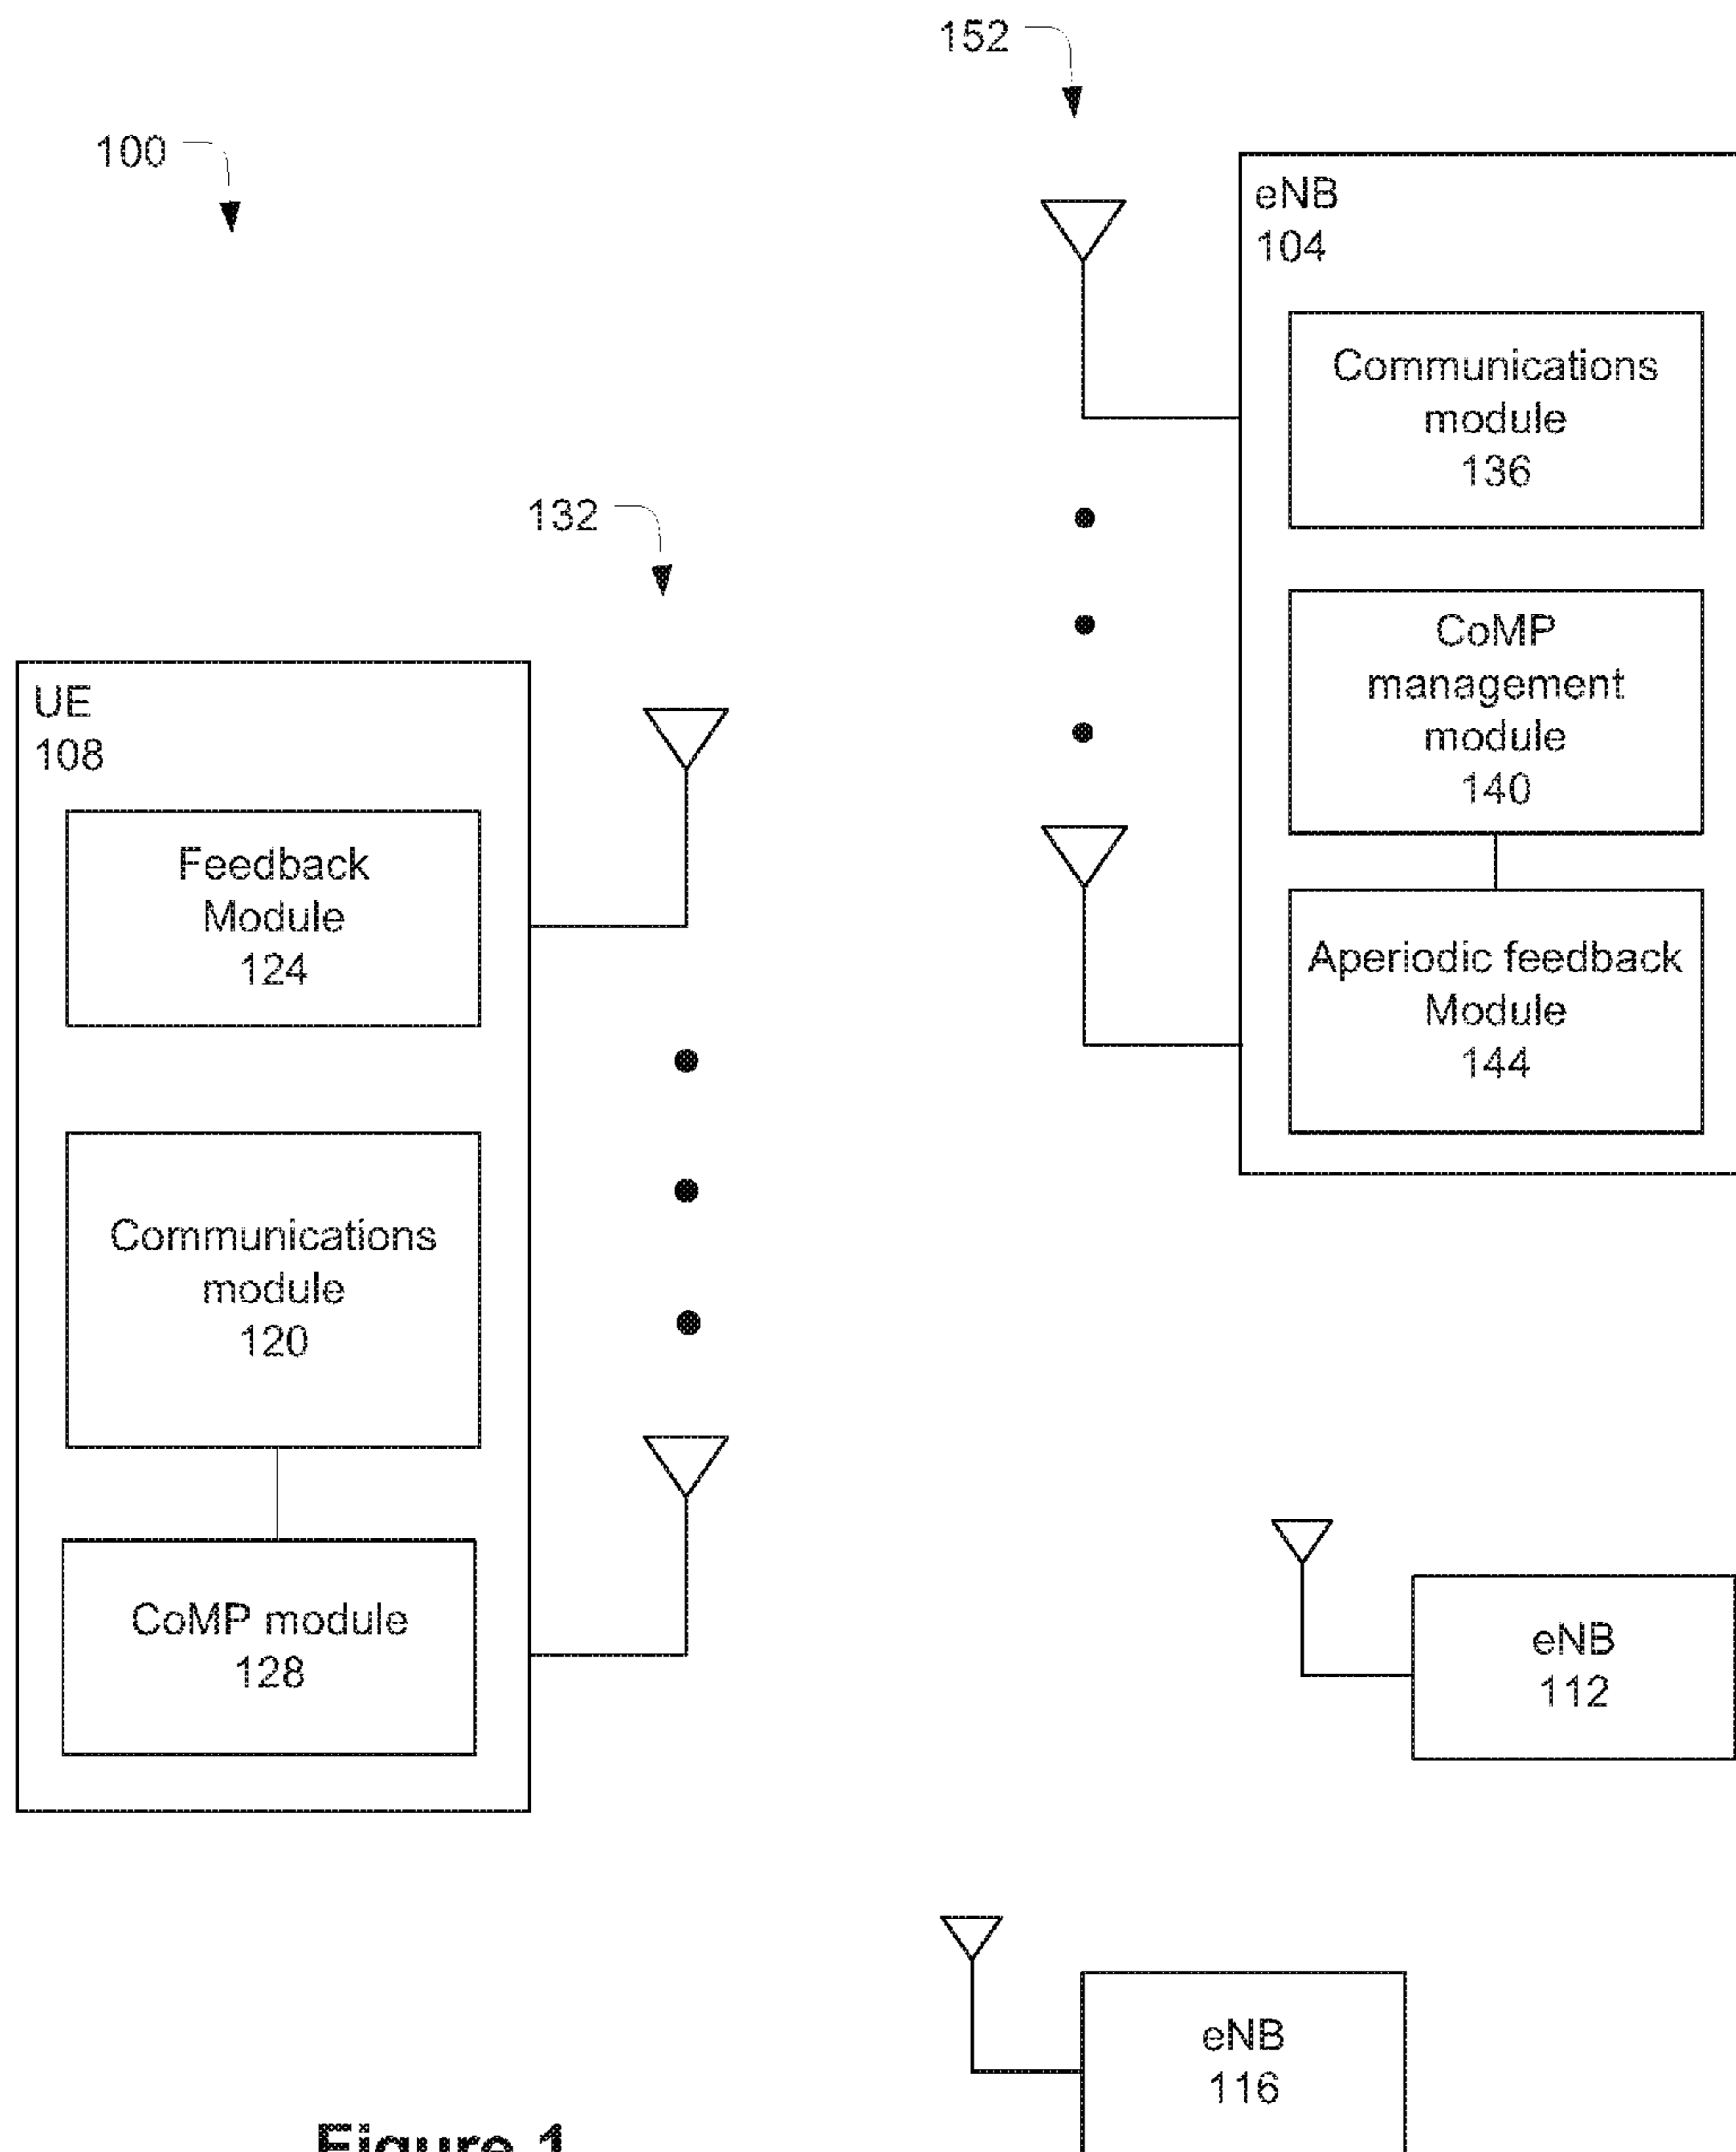 152
100
eNB
104
Communications
module
136
132
CoMP
management
module
140
UE
108
Feedback
Module
124
Aperiodic feedback
Module
144
Communications
module
120
CoMP module
128
eNB
112
eNB
116
Figure 1